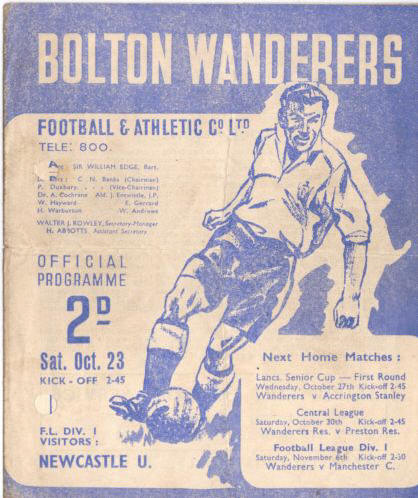 BOLTON WANDERERS
FOOTBALL & ATHLETIC Co LTD
TELE: 800.
SIR WILLIAM EDGE, Bart.
C. N. Banks (Chairman)
P. Duxbury . . . (Vice-Chairman)
Dr. A. Cochrane Ald. J. Entwistle, J.P.
W. Hayward E. Gerrard
H. Warburton W. Andrews
WALTER J. ROWLEY, Secretary-Manager
H. ABBOTTS, Assistant Secretary
OFFICIAL
PROGRAMME
2D
Sat. Oct. 23
KICK - OFF 2-45
F.L. DIV. 1
VISITORS :
NEWCASTLE U.
Next Home Matches :
Lancs. Senior Cup — First Round
Wednesday, October 27th Kick-off 2-45
Wanderers v Accrington Stanley
Central League
Saturday, October 30th Kick-off 2-45
Wanderers Res. v Preston Res.
Football League Div. I
Saturday, November 6th Kick-off 2-30
Wanderers v Manchester C.